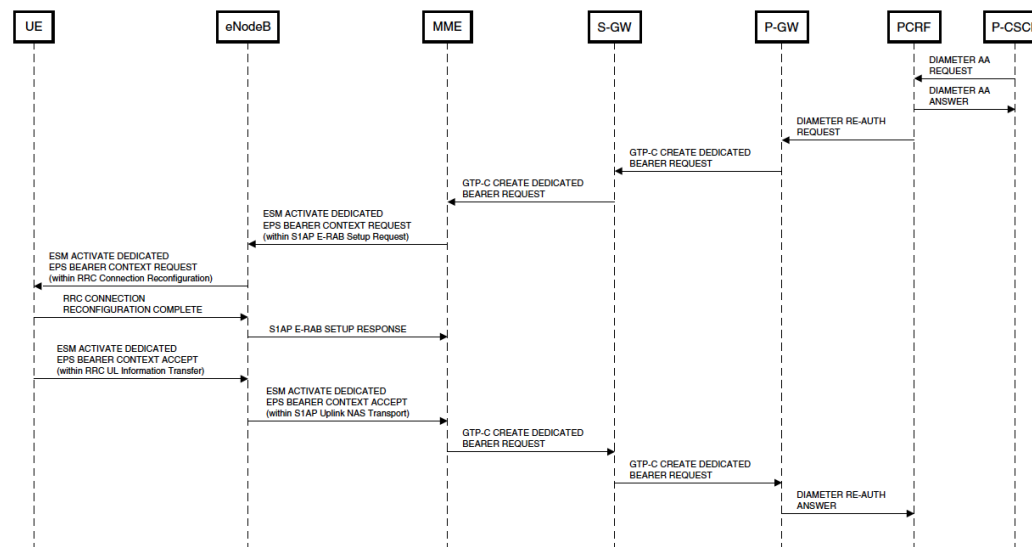 UE
eNodeB
MME
S-GW
P-GW
PCRF
P-CSCF
DIAMETER AA
REQUEST
DIAMETER AA
ANSWER
DIAMETER RE-AUTH
REQUEST
GTP-C CREATE DEDICATED
BEARER REQUEST
GTP-C CREATE DEDICATED
BEARER REQUEST
ESM ACTIVATE DEDICATED
EPS BEARER CONTEXT REQUEST
(within S1AP E-RAB Setup Request)
ESM ACTIVATE DEDICATED
EPS BEARER CONTEXT REQUEST
(within RRC Connection Reconfiguration)
RRC CONNECTION
RECONFIGURATION COMPLETE
S1AP E-RAB SETUP RESPONSE
ESM ACTIVATE DEDICATED
EPS BEARER CONTEXT ACCEPT
(within RRC UL Information Transfer)
ESM ACTIVATE DEDICATED
EPS BEARER CONTEXT ACCEPT
(within S1AP Uplink NAS Transport)
GTP-C CREATE DEDICATED
BEARER REQUEST
GTP-C CREATE DEDICATED
BEARER REQUEST
DIAMETER RE-AUTH
ANSWER